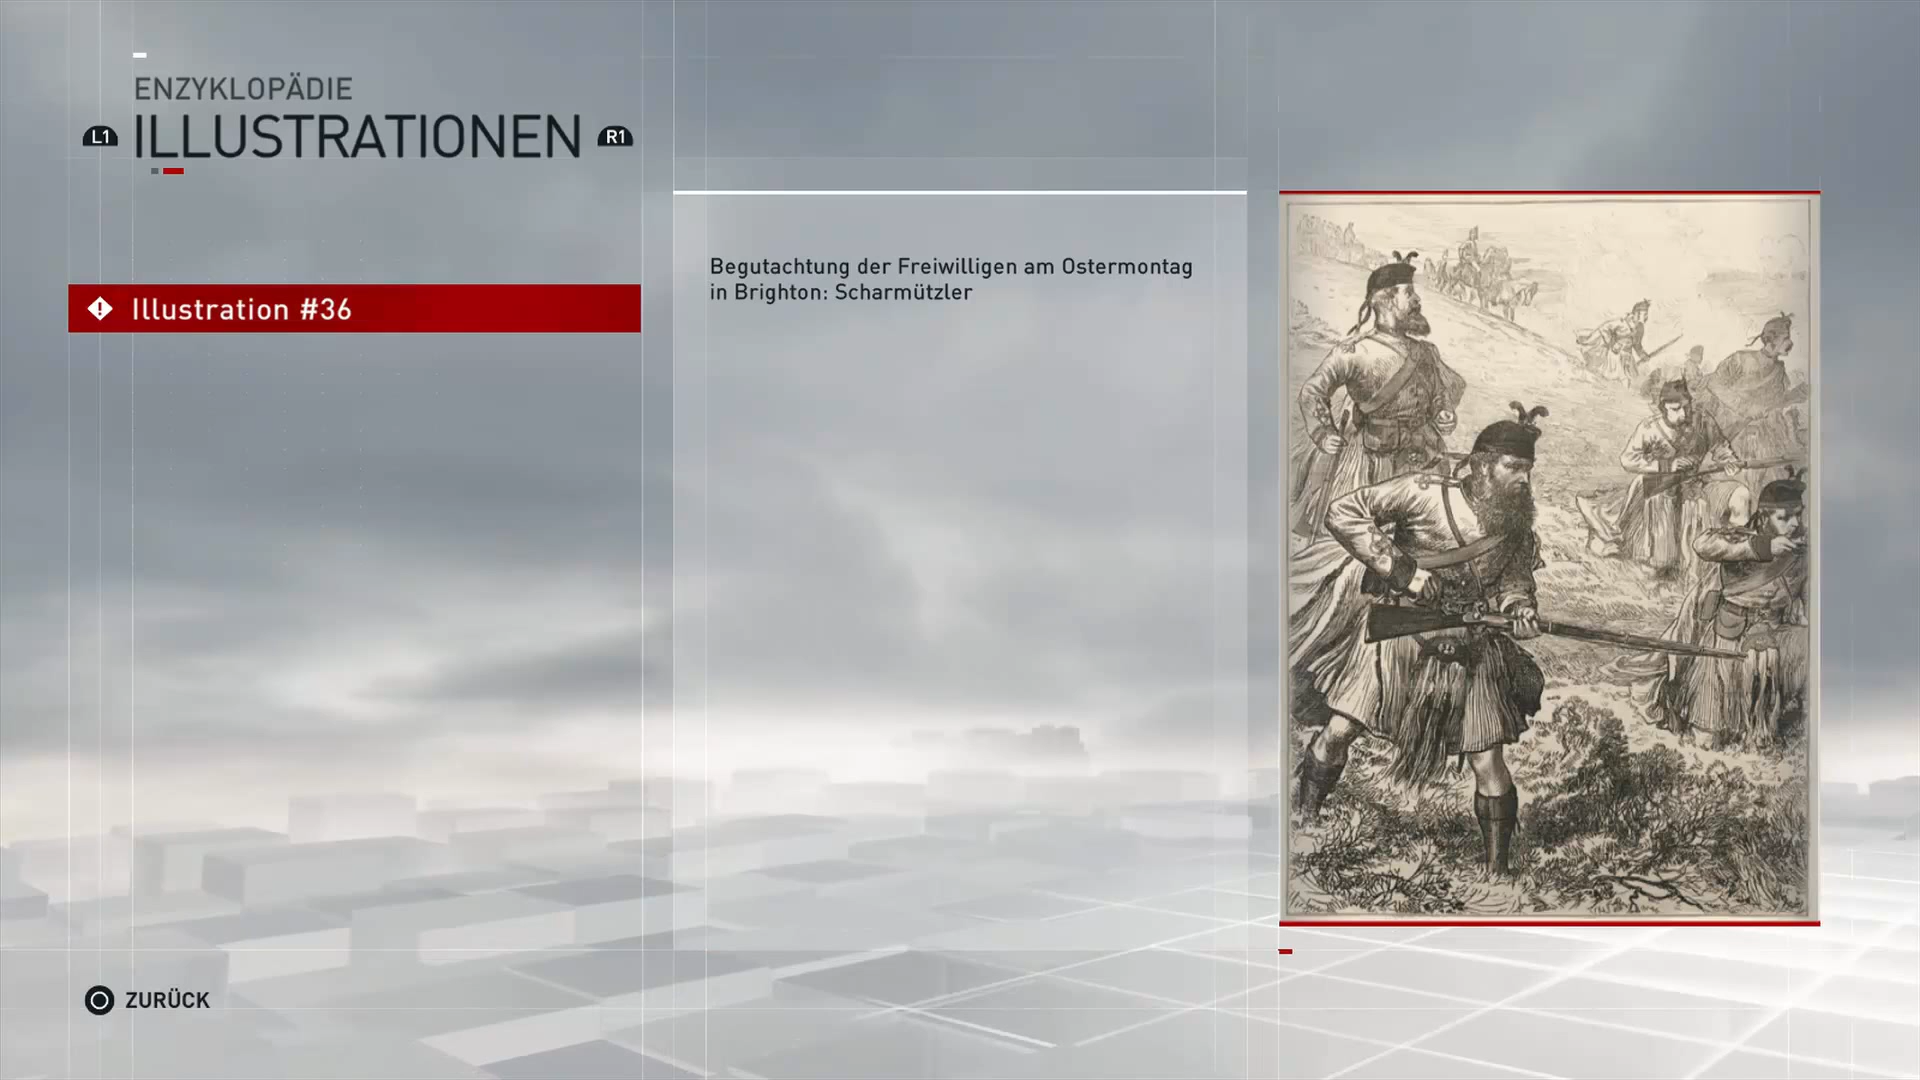 ENZYKLOPÄDIE
L1 ILLUSTRATIONEN R1
Illustration #36
Begutachtung der Freiwilligen am Ostermontag
in Brighton: Scharmützler
ZURÜCK